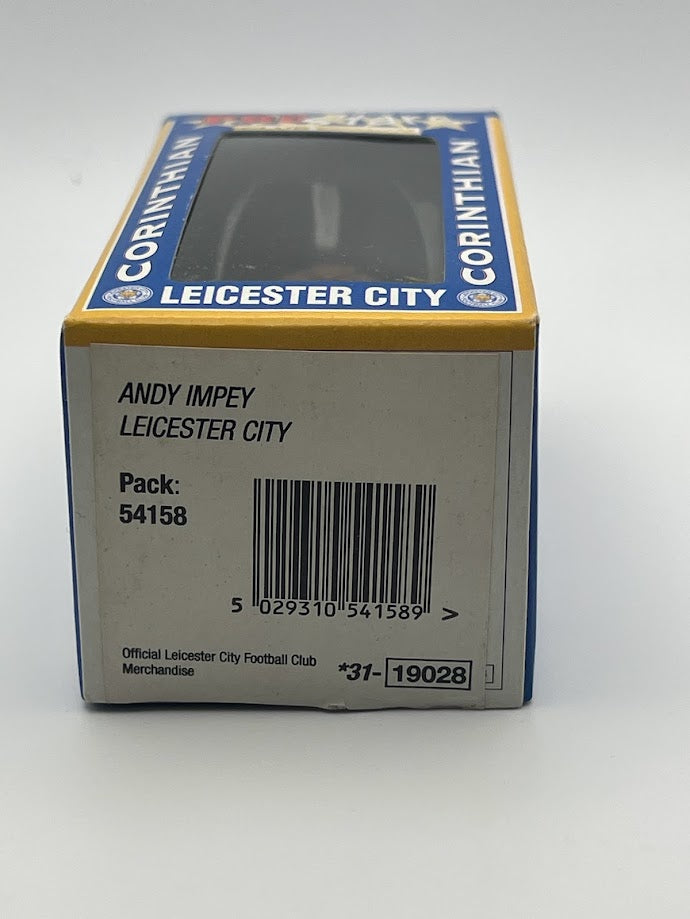 CORINTHIAN
CORINTHIAN
LEICESTER CITY
ANDY IMPEY
LEICESTER CITY
Pack:
54158
5 029310 541589 >
Official Leicester City Football Club
Merchandise
*31- 19028